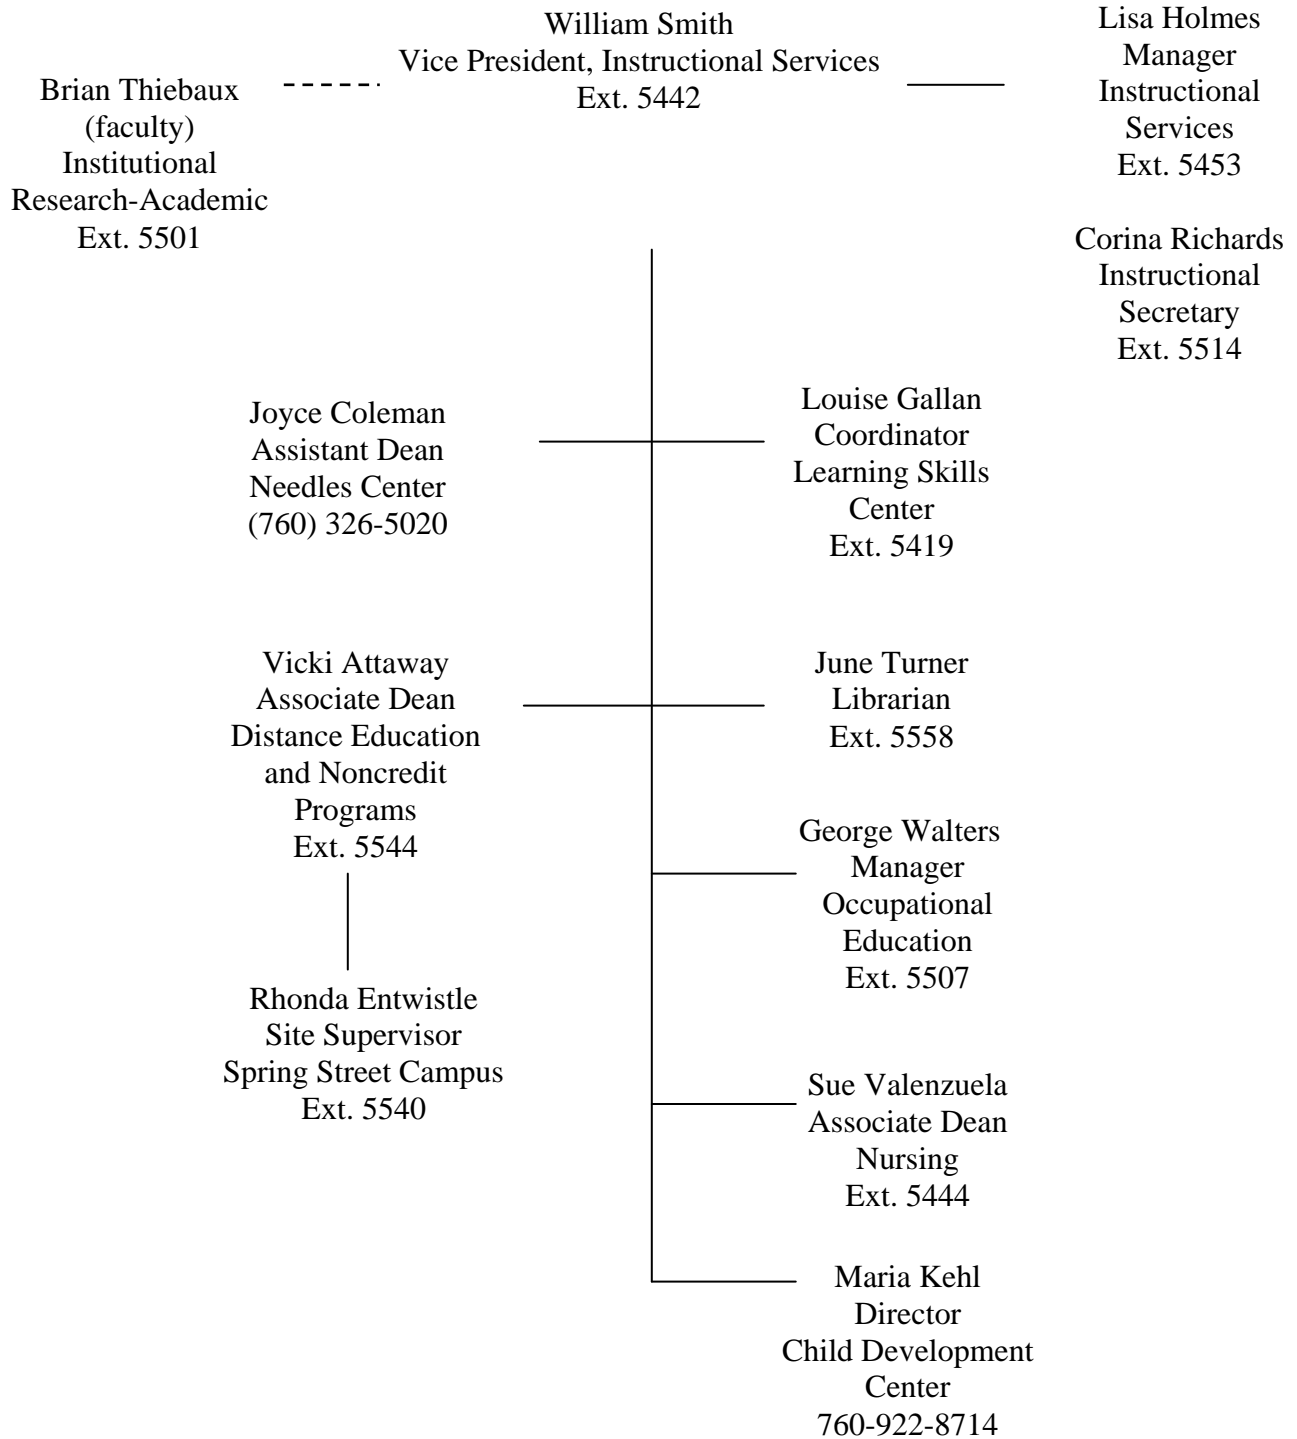 William Smith
Vice President, Instructional Services
Ext. 5442
Lisa Holmes
Manager
Instructional
Services
Ext. 5453
Brian Thiebaux
(faculty)
Institutional
Research-Academic
Ext. 5501
Corina Richards
Instructional
Secretary
Ext. 5514
Joyce Coleman
Assistant Dean
Needles Center
(760) 326-5020
Louise Gallan
Coordinator
Learning Skills
Center
Ext. 5419
Vicki Attaway
Associate Dean
Distance Education
and Noncredit
Programs
Ext. 5544
June Turner
Librarian
Ext. 5558
George Walters
Manager
Occupational
Education
Ext. 5507
Rhonda Entwistle
Site Supervisor
Spring Street Campus
Ext. 5540
Sue Valenzuela
Associate Dean
Nursing
Ext. 5444
Maria Kehl
Director
Child Development
Center
760-922-8714